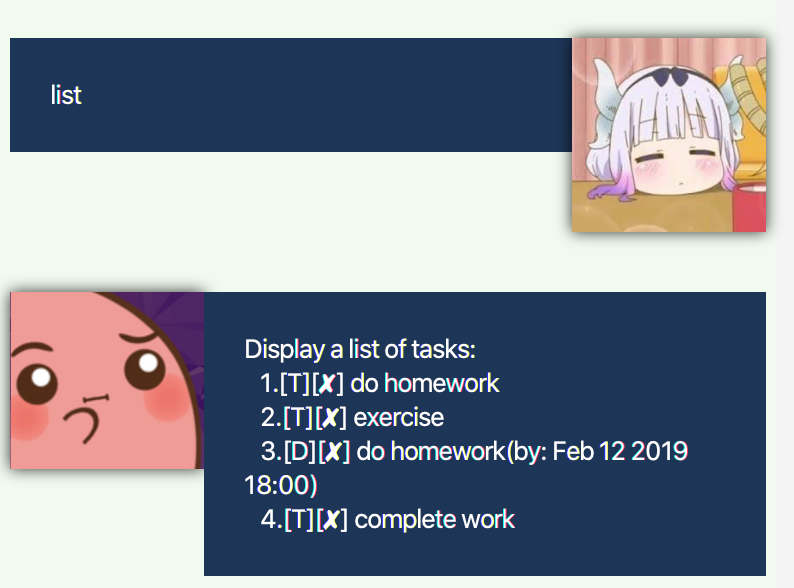 list
Display a list of tasks:
1.[T][✘] do homework
2.[T][✘] exercise
3.[D][✘] do homework(by: Feb 12 2019
18:00)
4.[T][✘] complete work